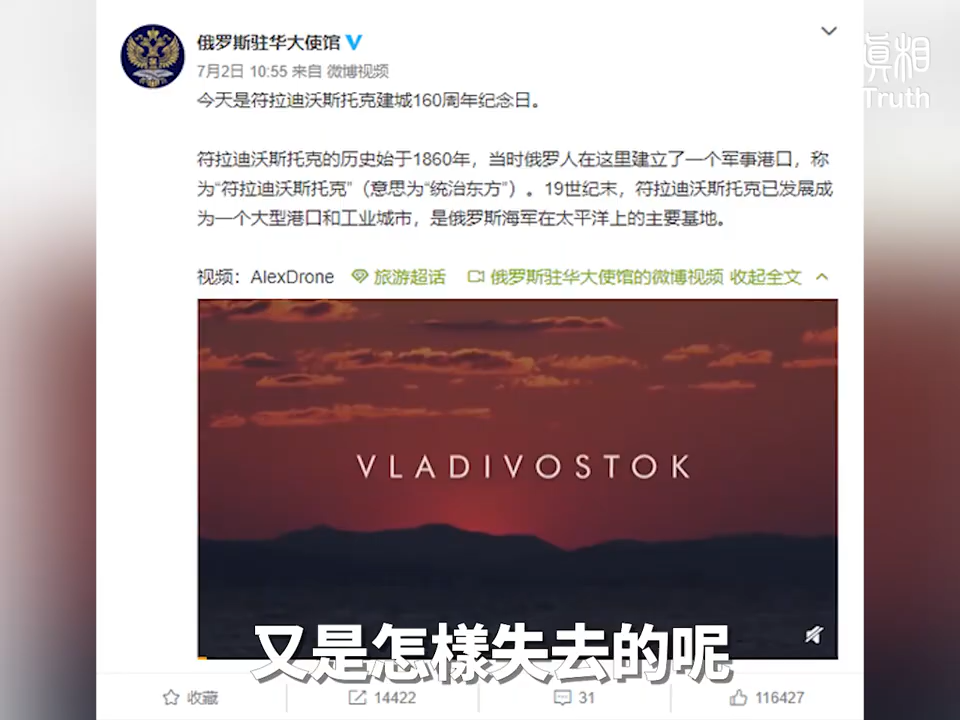 俄罗斯驻华大使馆
7月2日 10:55 来自 微博视频
今天是符拉迪沃斯托克建城160周年纪念日。
符拉迪沃斯托克的历史始于1860年，当时俄罗人在这里建立了一个军事港口，称
为“符拉迪沃斯托克”（意思为“统治东方”）。19世纪末，符拉迪沃斯托克已发展成
为一个大型港口和工业城市，是俄罗斯海军在太平洋上的主要基地。
视频：AlexDrone 旅游超话 俄罗斯驻华大使馆的微博视频 收起全文
VLADIVOSTOK
又是怎樣失去的呢
收藏 14422 31 116427
真相
Truth